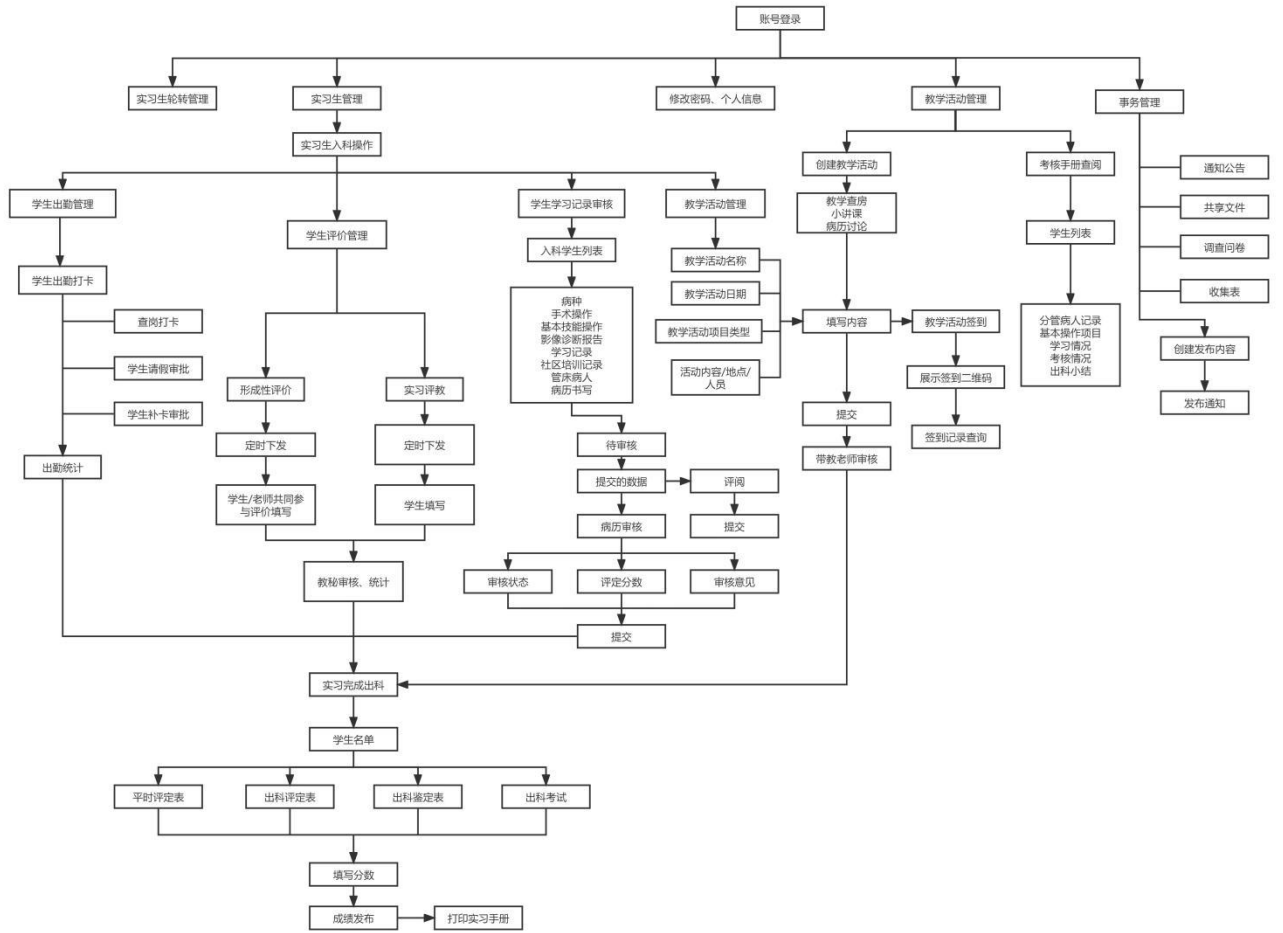 账号登录
实习生轮转管理
实习生管理
修改密码、个人信息
教学活动管理
事务管理
实习生入科操作
创建教学活动
考核手册查阅
通知公告
学生出勤管理
学生评价管理
学生学习记录审核
教学活动管理
教学查房
小讲课
病历讨论
学生列表
共享文件
入科学生列表
教学活动名称
调查问卷
学生出勤打卡
教学活动日期
收集表
查岗打卡
病种
手术操作
基本技能操作
影像诊断报告
学习记录
社区培训记录
管床病人
病历书写
教学活动项目类型
填写内容
教学活动签到
分管病人记录
基本操作项目
学习情况
考核情况
出科小结
创建发布内容
学生请假审批
形成性评价
实习评教
活动内容/地点/
人员
展示签到二维码
发布通知
学生补卡审批
提交
签到记录查询
定时下发
定时下发
待审核
带教老师审核
出勤统计
提交的数据
评阅
学生/老师共同参
与评价填写
学生填写
病历审核
提交
教秘审核、统计
审核状态
评定分数
审核意见
提交
实习完成出科
学生名单
平时评定表
出科评定表
出科鉴定表
出科考试
填写分数
成绩发布
打印实习手册